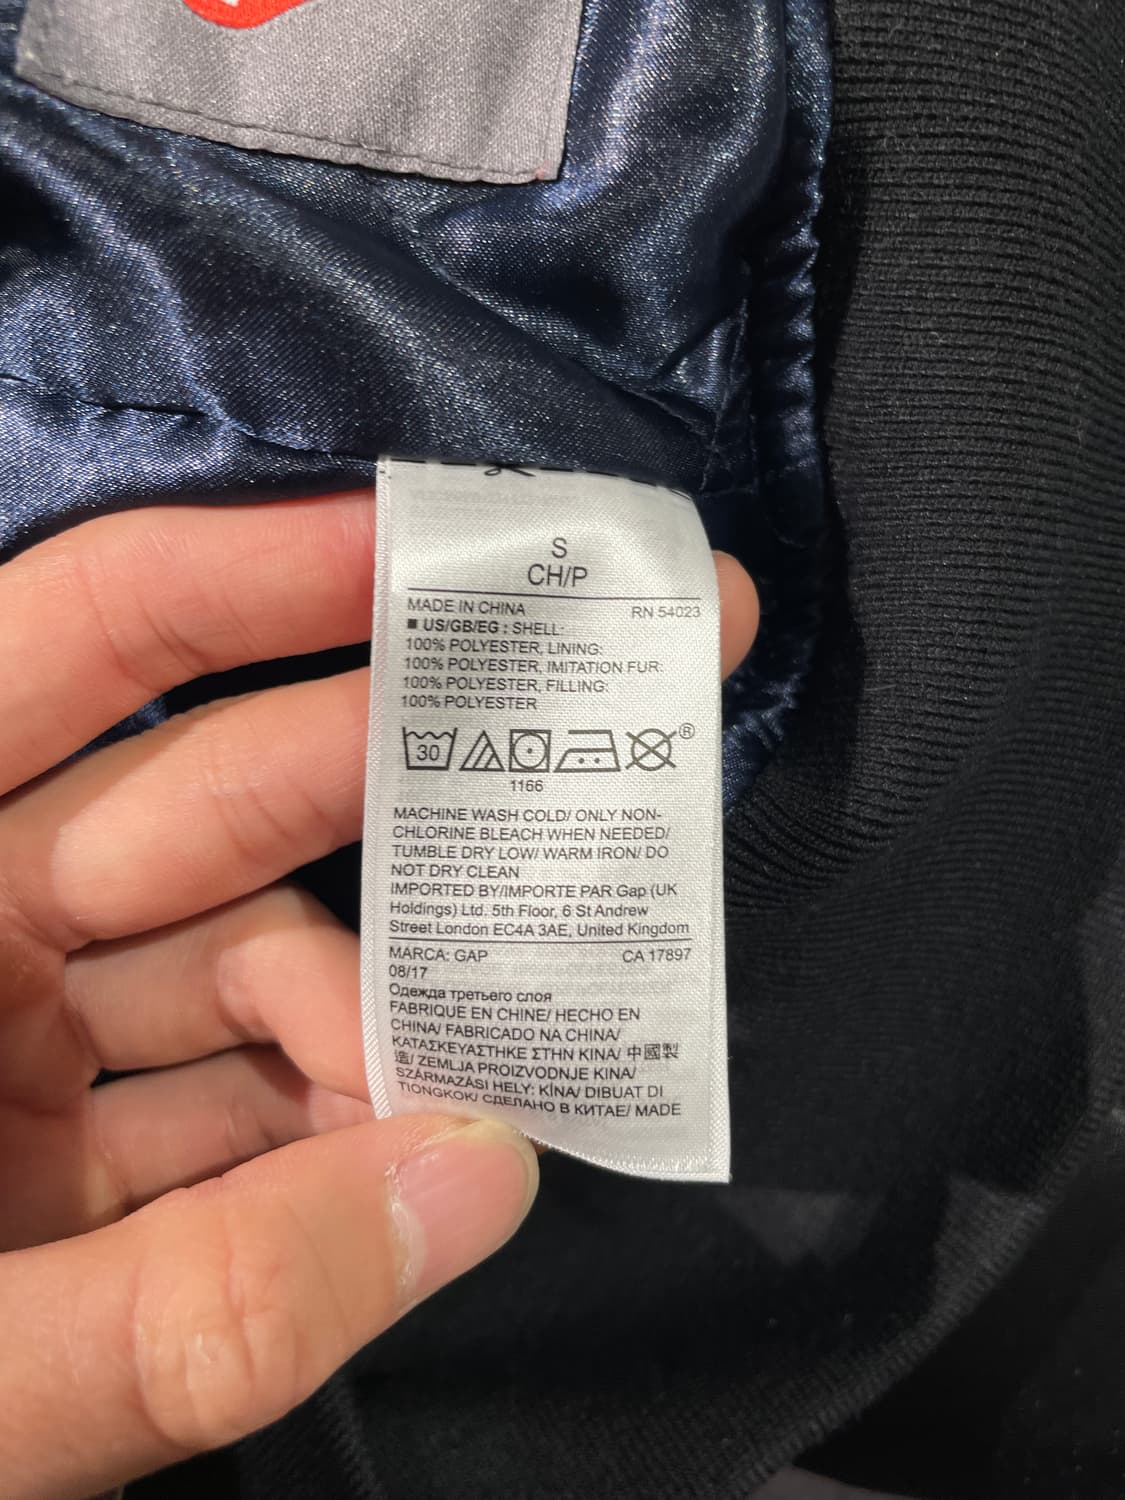 S
CH/P
MADE IN CHINA RN 54023
■ US/GB/EG : SHELL:
100% POLYESTER, LINING:
100% POLYESTER, IMITATION FUR:
100% POLYESTER, FILLING:
100% POLYESTER
30 ®
1166
MACHINE WASH COLD/ ONLY NON-
CHLORINE BLEACH WHEN NEEDED/
TUMBLE DRY LOW/ WARM IRON/ DO
NOT DRY CLEAN
IMPORTED BY/IMPORTE PAR Gap (UK
Holdings) Ltd. 5th Floor, 6 St Andrew
Street London EC4A 3AE, United Kingdom
MARCA: GAP CA 17897
08/17
Одежда третьего слоя
FABRIQUE EN CHINE/ HECHO EN
CHINA/ FABRICADO NA CHINA/
ΚΑΤΑΣΚΕΥΑΣΤΗΚΕ ΣΤΗΝ ΚΙΝΑ/ 中國製
造/ ZEMLJA PROIZVODNJE KINA/
SZÁRMAZÁSI HELY: KÍNA/ DIBUAT DI
TIONGKOK/ СДЕЛАНО В КИТАЕ/ MADE